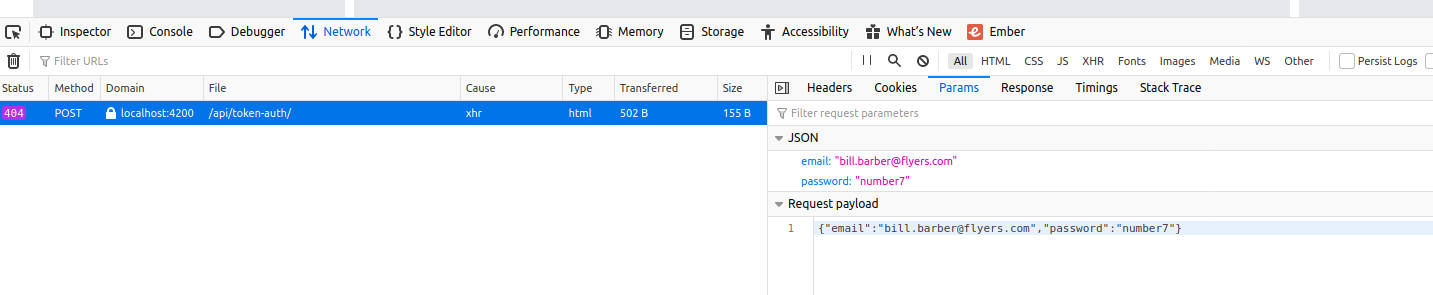 Inspector Console Debugger Network Style Editor Performance Memory Storage Accessibility What's New Ember
Filter URLs All HTML CSS JS XHR Fonts Images Media WS Other Persist Logs
Status Method Domain File Cause Type Transferred Size
404 POST localhost:4200 /api/token-auth/ xhr html 502 B 155 B
Headers Cookies Params Response Timings Stack Trace
Filter request parameters
JSON
email: "bill.barber@flyers.com"
password: "number7"
Request payload
1 {"email":"bill.barber@flyers.com","password":"number7"}